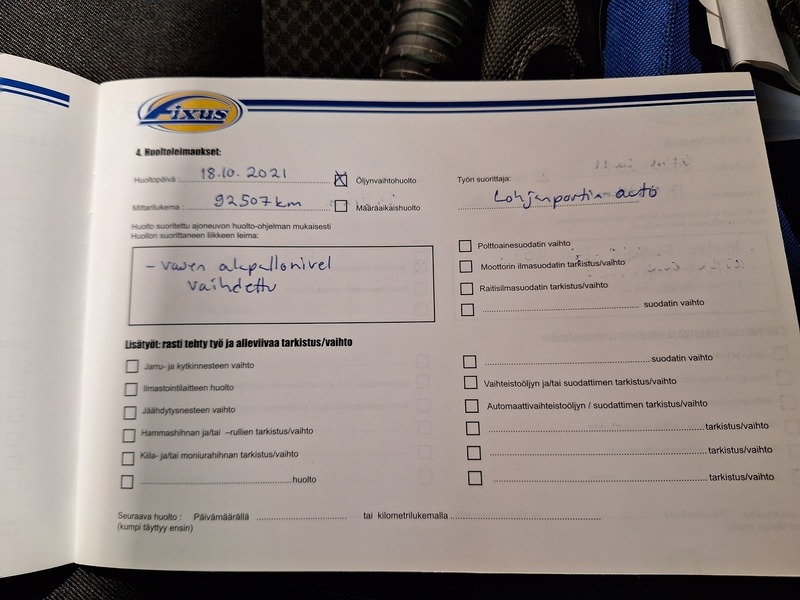 Fixus
4. Huoltoleimaukset:
Huoltopäivä : 18.10. 2021
Öljynvaihtohuolto
Työn suorittaja:
Mittarilukema : 92507km
Määräaikaishuolto
Lohjanportin auto
Huolto suoritettu ajoneuvon huolto-ohjelman mukaisesti
Huollon suorittaneen liikkeen leima:
- vasen alapallonivel
vaihdettu
Polttoainesuodatin vaihto
Moottorin ilmasuodatin tarkistus/vaihto
Raitisilmasuodatin tarkistus/vaihto
suodatin vaihto
Lisätyöt: rasti tehty työ ja alleviivaa tarkistus/vaihto
Jarru- ja kytkinnesteen vaihto
Ilmastointilaitteen huolto
Jäähdytysnesteen vaihto
Hammashihnan ja/tai –rullien tarkistus/vaihto
Kiila- ja/tai moniurahihnan tarkistus/vaihto
huolto
suodatin vaihto
Vaihteistoöljyn ja/tai suodattimen tarkistus/vaihto
Automaattivaihteistoöljyn / suodattimen tarkistus/vaihto
tarkistus/vaihto
tarkistus/vaihto
tarkistus/vaihto
Seuraava huolto : Päivämäärällä
tai kilometrilukemalla
(kumpi täyttyy ensin)